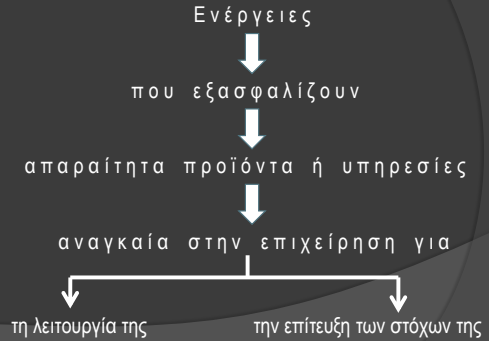 Ενέργειες
που εξασφαλίζουν
απαραίτητα προϊόντα ή υπηρεσίες
αναγκαία στην επιχείρηση για
τη λειτουργία της
την επίτευξη των στόχων της